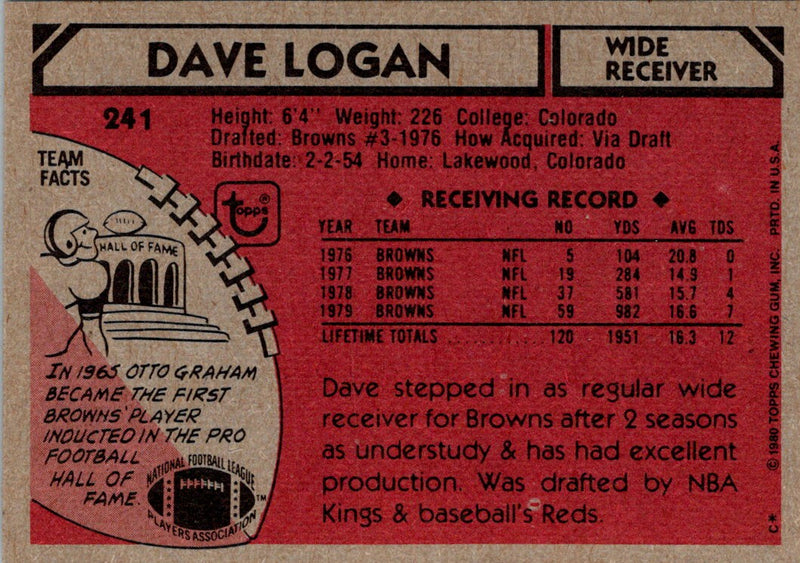 DAVE LOGAN
WIDE
RECEIVER
241
Height: 6'4'' Weight: 226 College: Colorado
Drafted: Browns #3-1976 How Acquired: Via Draft
Birthdate: 2-2-54 Home: Lakewood, Colorado
TEAM
FACTS
topps
HALL OF FAME
IN 1965 OTTO GRAHAM
BECAME THE FIRST
BROWNS' PLAYER
INDUCTED IN THE PRO
FOOTBALL
HALL OF
FAME.
NATIONAL FOOTBALL LEAGUE
PLAYERS ASSOCIATION
TM
◆ RECEIVING RECORD ◆
YEAR TEAM NO YDS AVG TDS
1976 BROWNS NFL 5 104 20.8 0
1977 BROWNS NFL 19 284 14.9 1
1978 BROWNS NFL 37 581 15.7 4
1979 BROWNS NFL 59 982 16.6 7
LIFETIME TOTALS 120 1951 16.3 12
Dave stepped in as regular wide
receiver for Browns after 2 seasons
as understudy & has had excellent
production. Was drafted by NBA
Kings & baseball's Reds.
C* © 1980 TOPPS CHEWING GUM, INC. PRTD. IN U.S.A.